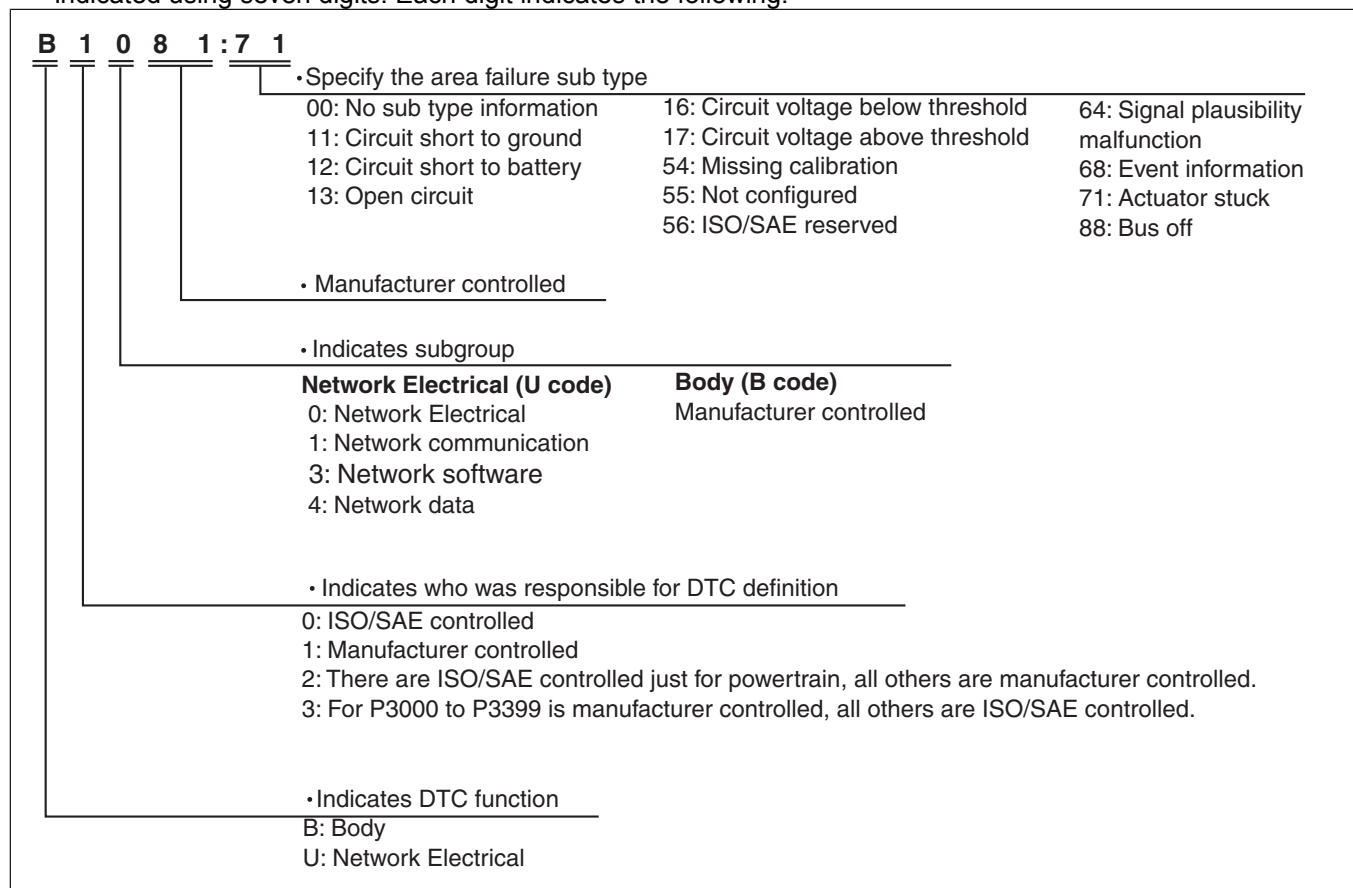 indicated using seven digits. Each digit indicates the following.
B 1 0 8 1 : 7 1
•Specify the area failure sub type
00: No sub type information
11: Circuit short to ground
12: Circuit short to battery
13: Open circuit
16: Circuit voltage below threshold
17: Circuit voltage above threshold
54: Missing calibration
55: Not configured
56: ISO/SAE reserved
64: Signal plausibility
malfunction
68: Event information
71: Actuator stuck
88: Bus off
• Manufacturer controlled
•Indicates subgroup
Network Electrical (U code)
0: Network Electrical
1: Network communication
3: Network software
4: Network data
Body (B code)
Manufacturer controlled
• Indicates who was responsible for DTC definition
0: ISO/SAE controlled
1: Manufacturer controlled
2: There are ISO/SAE controlled just for powertrain, all others are manufacturer controlled.
3: For P3000 to P3399 is manufacturer controlled, all others are ISO/SAE controlled.
•Indicates DTC function
B: Body
U: Network Electrical